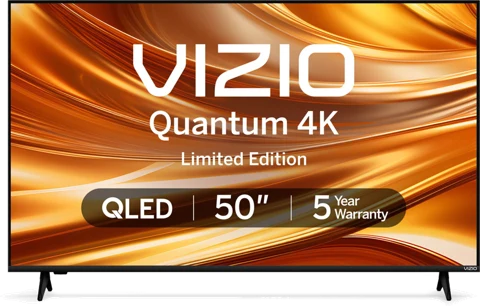 VIZIO
Quantum 4K
Limited Edition
QLED | 50" | 5 Year Warranty
VIZIO